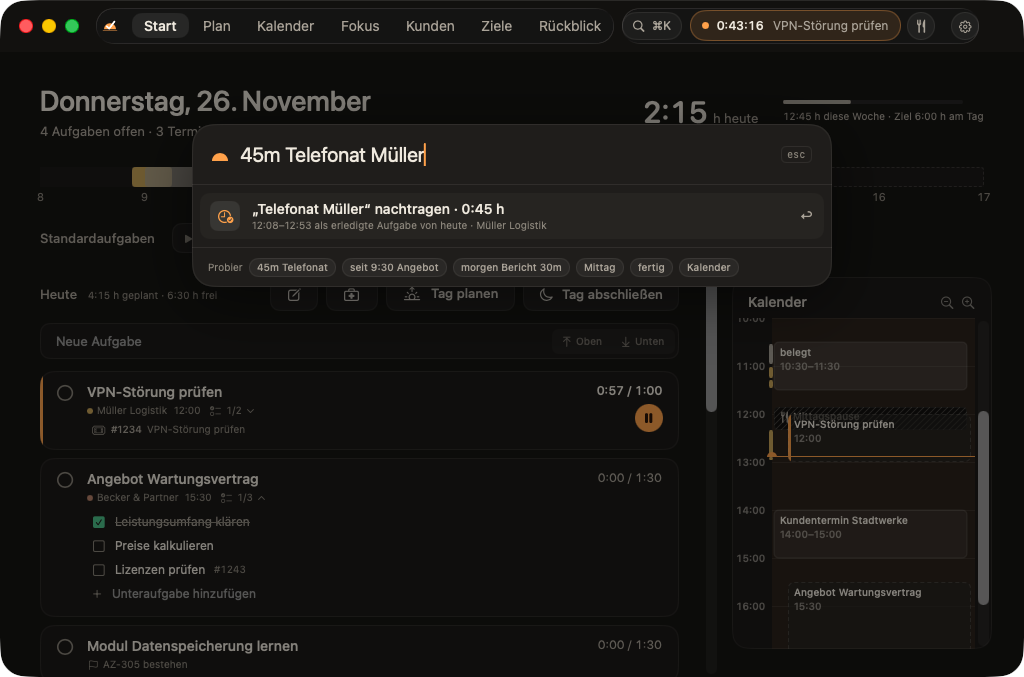 Start Plan Kalender Fokus Kunden Ziele Rückblick ⌘K 0:43:16 VPN-Störung prüfen
Donnerstag, 26. November
4 Aufgaben offen · 3 Termi
2:15 h heute
12:45 h diese Woche · Ziel 6:00 h am Tag
45m Telefonat Müller esc
„Telefonat Müller“ nachtragen · 0:45 h
12:08–12:53 als erledigte Aufgabe von heute · Müller Logistik
Probier 45m Telefonat seit 9:30 Angebot morgen Bericht 30m Mittag fertig Kalender
8 9 16 17
Standardaufgaben
Heute 4:15 h geplant · 6:30 h frei Tag planen Tag abschließen
Neue Aufgabe Oben Unten
VPN-Störung prüfen 0:57 / 1:00
Müller Logistik 12:00 1/2
#1234 VPN-Störung prüfen
Angebot Wartungsvertrag 0:00 / 1:30
Becker & Partner 15:30 1/3
Leistungsumfang klären
Preise kalkulieren
Lizenzen prüfen #1243
+ Unteraufgabe hinzufügen
Modul Datenspeicherung lernen 0:00 / 1:30
AZ-305 bestehen
Kalender
10:00
belegt
10:30–11:30
11:00
12:00
Mittagspause
VPN-Störung prüfen
12:00
13:00
14:00
Kundentermin Stadtwerke
14:00–15:00
15:00
Angebot Wartungsvertrag
15:30
16:00